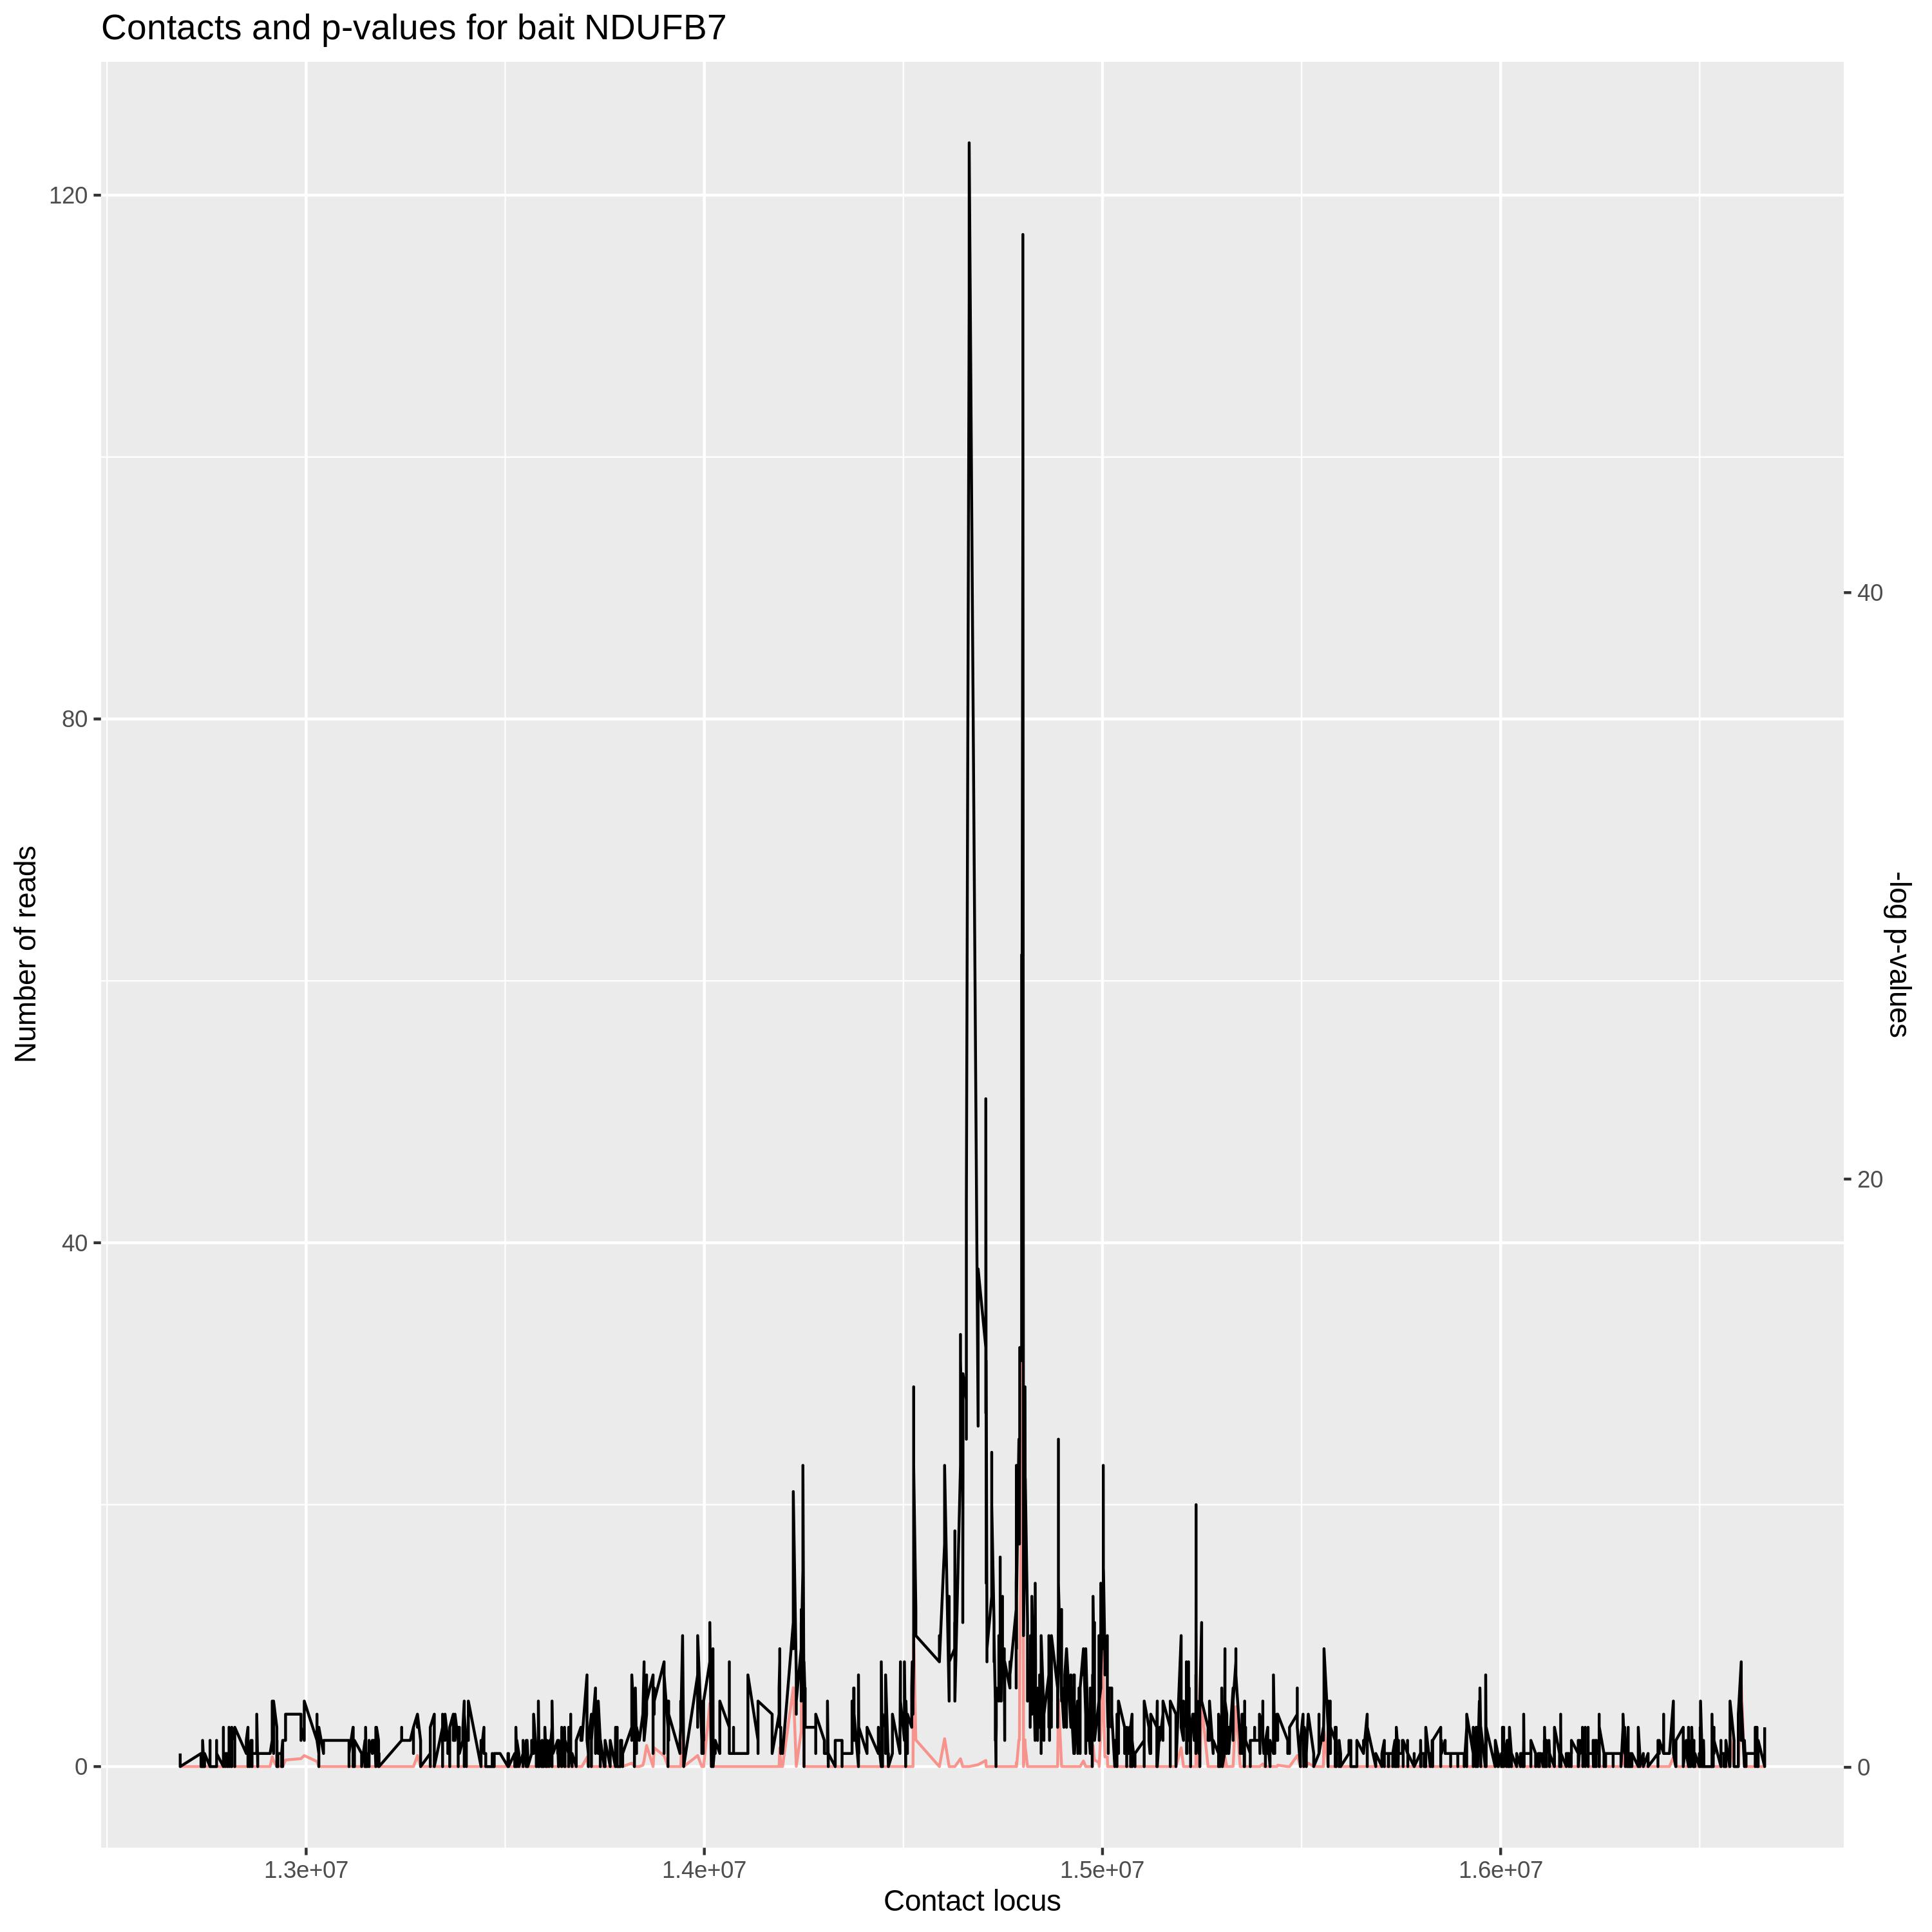 Contacts and p-values for bait NDUFB7
120
80
40
0
Number of reads
40
20
0
-log p-values
1.3e+07 1.4e+07 1.5e+07 1.6e+07
Contact locus